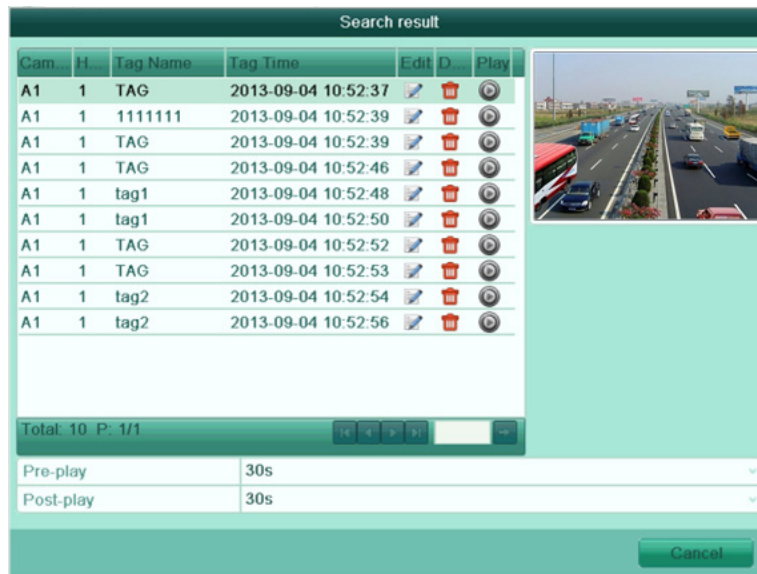 Search result
Cam... H... Tag Name Tag Time Edit D... Play
A1 1 TAG 2013-09-04 10:52:37
A1 1 1111111 2013-09-04 10:52:39
A1 1 TAG 2013-09-04 10:52:39
A1 1 TAG 2013-09-04 10:52:46
A1 1 tag1 2013-09-04 10:52:48
A1 1 tag1 2013-09-04 10:52:50
A1 1 TAG 2013-09-04 10:52:52
A1 1 TAG 2013-09-04 10:52:53
A1 1 tag2 2013-09-04 10:52:54
A1 1 tag2 2013-09-04 10:52:56
Total: 10 P: 1/1
Pre-play 30s
Post-play 30s
Cancel